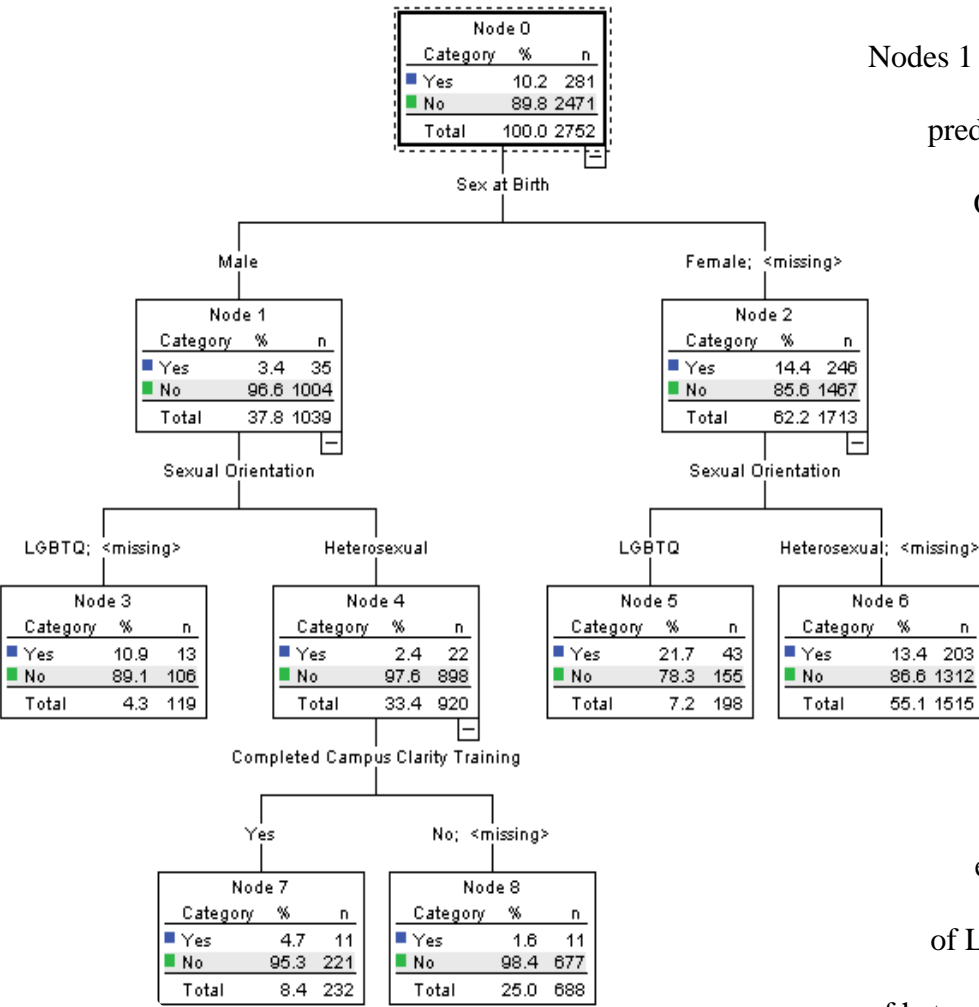 Node 0
Category % n
Yes 10.2 281
No 89.8 2471
Total 100.0 2752
Sex at Birth
Male
Female; <missing>
Node 1
Category % n
Yes 3.4 35
No 96.6 1004
Total 37.8 1039
Node 2
Category % n
Yes 14.4 246
No 85.6 1467
Total 62.2 1713
Sexual Orientation
Sexual Orientation
LGBTQ; <missing>
Heterosexual
LGBTQ
Heterosexual; <missing>
Node 3
Category % n
Yes 10.9 13
No 89.1 106
Total 4.3 119
Node 4
Category % n
Yes 2.4 22
No 97.6 898
Total 33.4 920
Node 5
Category % n
Yes 21.7 43
No 78.3 155
Total 7.2 198
Node 6
Category % n
Yes 13.4 203
No 86.6 1312
Total 55.1 1515
Completed Campus Clarity Training
Yes
No; <missing>
Node 7
Category % n
Yes 4.7 11
No 95.3 221
Total 8.4 232
Node 8
Category % n
Yes 1.6 11
No 98.4 677
Total 25.0 688
Nodes 1
pred
of L